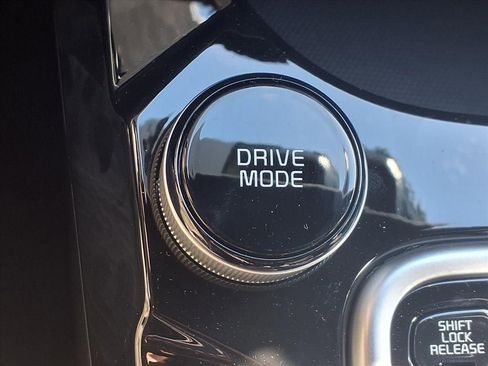 DRIVE
MODE
SHIFT
LOCK
RELEASE